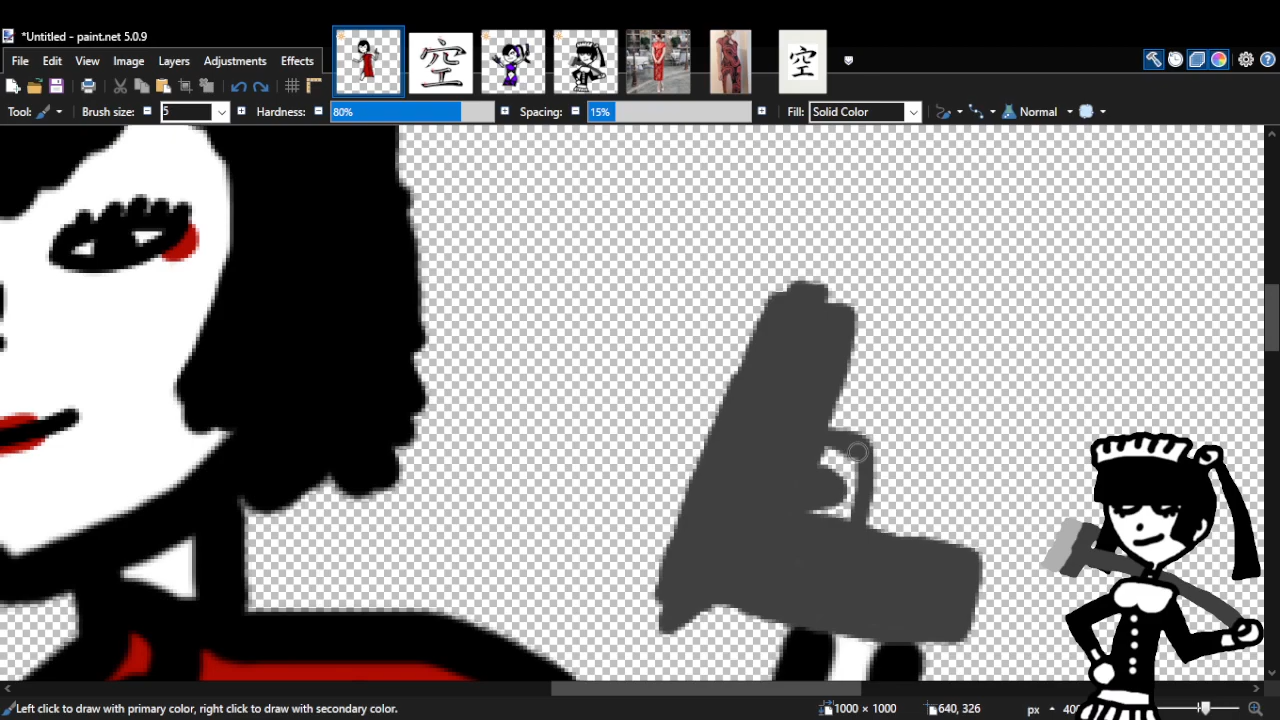 *Untitled - paint.net 5.0.9
File Edit View Image Layers Adjustments Effects
空
空
Tool: Brush size: 5 Hardness: 80% Spacing: 15% Fill: Solid Color Normal
Left click to draw with primary color, right click to draw with secondary color. 1000 × 1000 640, 326 px